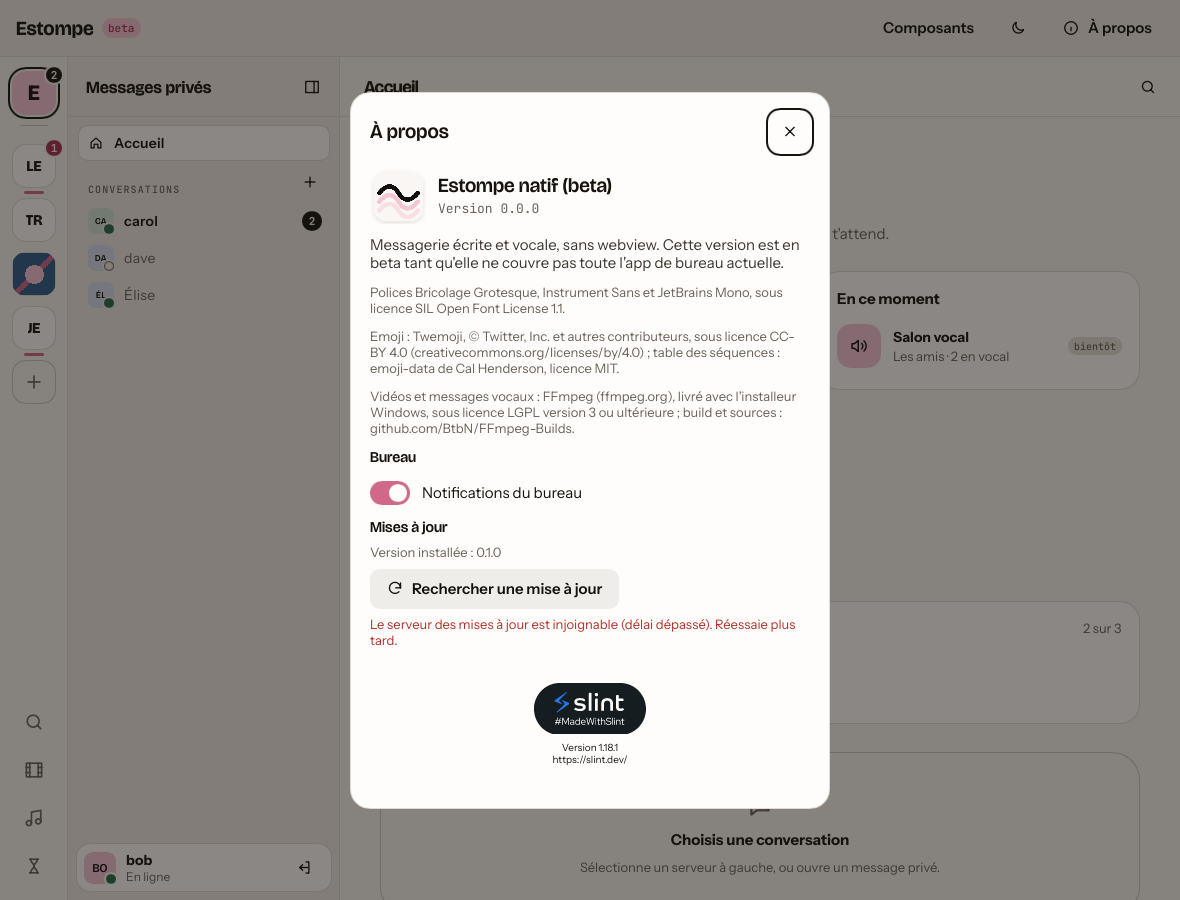 Estompe
beta
Composants
À propos
E
2
Messages privés
Accueil
LE
1
Accueil
CONVERSATIONS
TR
CA
carol
2
DA
dave
ÉL
Élise
JE
BO
bob
En ligne
À propos
Estompe natif (beta)
Version 0.0.0
Messagerie écrite et vocale, sans webview. Cette version est en
beta tant qu'elle ne couvre pas toute l'app de bureau actuelle.
Polices Bricolage Grotesque, Instrument Sans et JetBrains Mono, sous
licence SIL Open Font License 1.1.
Emoji : Twemoji, © Twitter, Inc. et autres contributeurs, sous licence CC-
BY 4.0 (creativecommons.org/licenses/by/4.0) ; table des séquences :
emoji-data de Cal Henderson, licence MIT.
Vidéos et messages vocaux : FFmpeg (ffmpeg.org), livré avec l'installeur
Windows, sous licence LGPL version 3 ou ultérieure ; build et sources :
github.com/BtbN/FFmpeg-Builds.
Bureau
Notifications du bureau
Mises à jour
Version installée : 0.1.0
Rechercher une mise à jour
Le serveur des mises à jour est injoignable (délai dépassé). Réessaie plus
tard.
slint
#MadeWithSlint
Version 1.18.1
https://slint.dev/
t'attend.
En ce moment
Salon vocal
Les amis · 2 en vocal
bientôt
2 sur 3
Choisis une conversation
Sélectionne un serveur à gauche, ou ouvre un message privé.